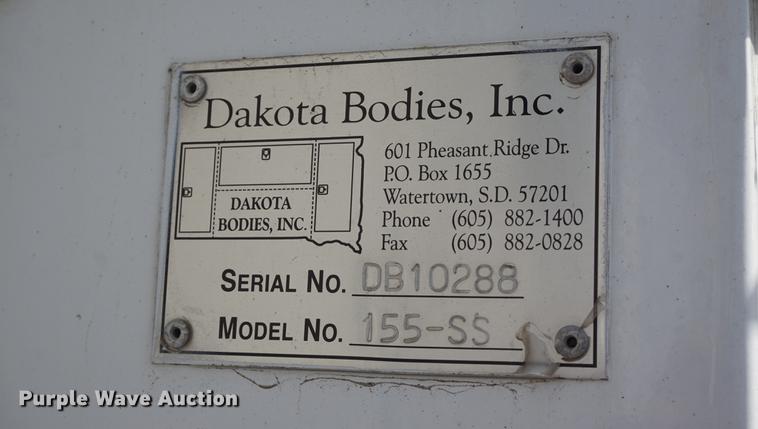 Dakota Bodies, Inc.
DAKOTA
BODIES, INC.
601 Pheasant Ridge Dr.
P.O. Box 1655
Watertown, S.D. 57201
Phone (605) 882-1400
Fax (605) 882-0828
SERIAL NO. DB10288
MODEL NO. 155-SS
Purple Wave Auction